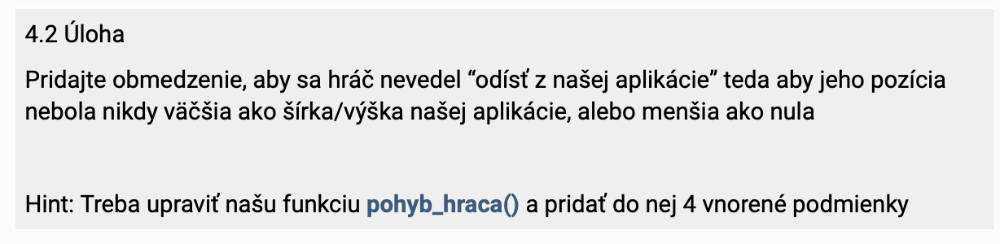 4.2 Úloha
Pridajte obmedzenie, aby sa hráč nevedel “odísť z našej aplikácie” teda aby jeho pozícia
nebola nikdy väčšia ako šírka/výška našej aplikácie, alebo menšia ako nula
Hint: Treba upraviť našu funkciu pohyb_hraca() a pridať do nej 4 vnorené podmienky